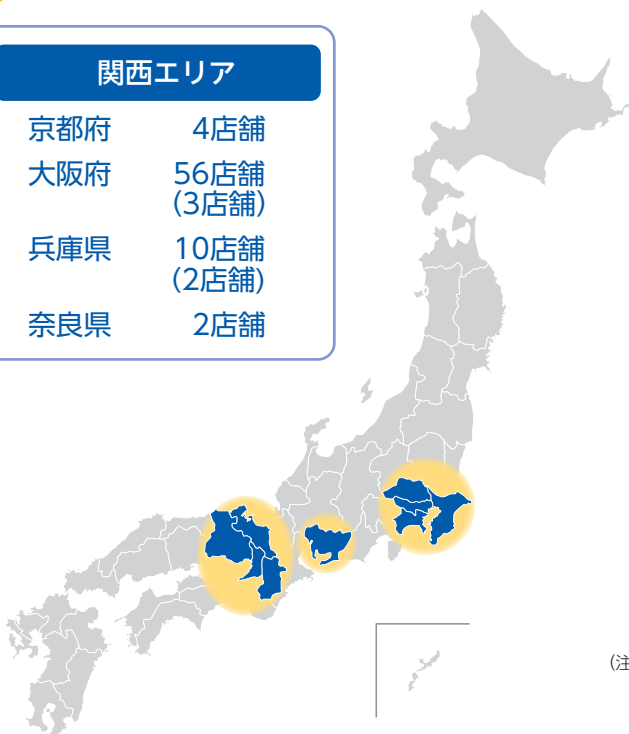 関西エリア
京都府 4店舗
大阪府 56店舗
(3店舗)
兵庫県 10店舗
(2店舗)
奈良県 2店舗
(注